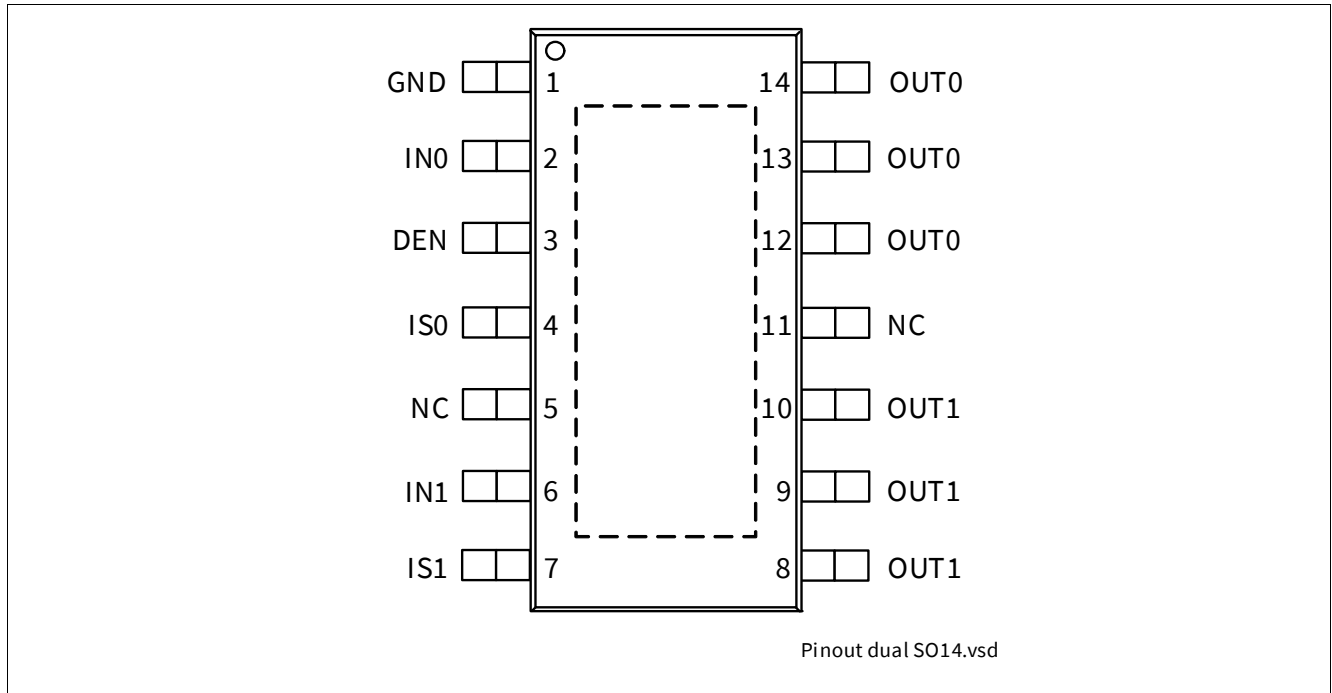 GND 1 14 OUT0
IN0 2 13 OUT0
DEN 3 12 OUT0
IS0 4 11 NC
NC 5 10 OUT1
IN1 6 9 OUT1
IS1 7 8 OUT1
Pinout dual SO14.vsd